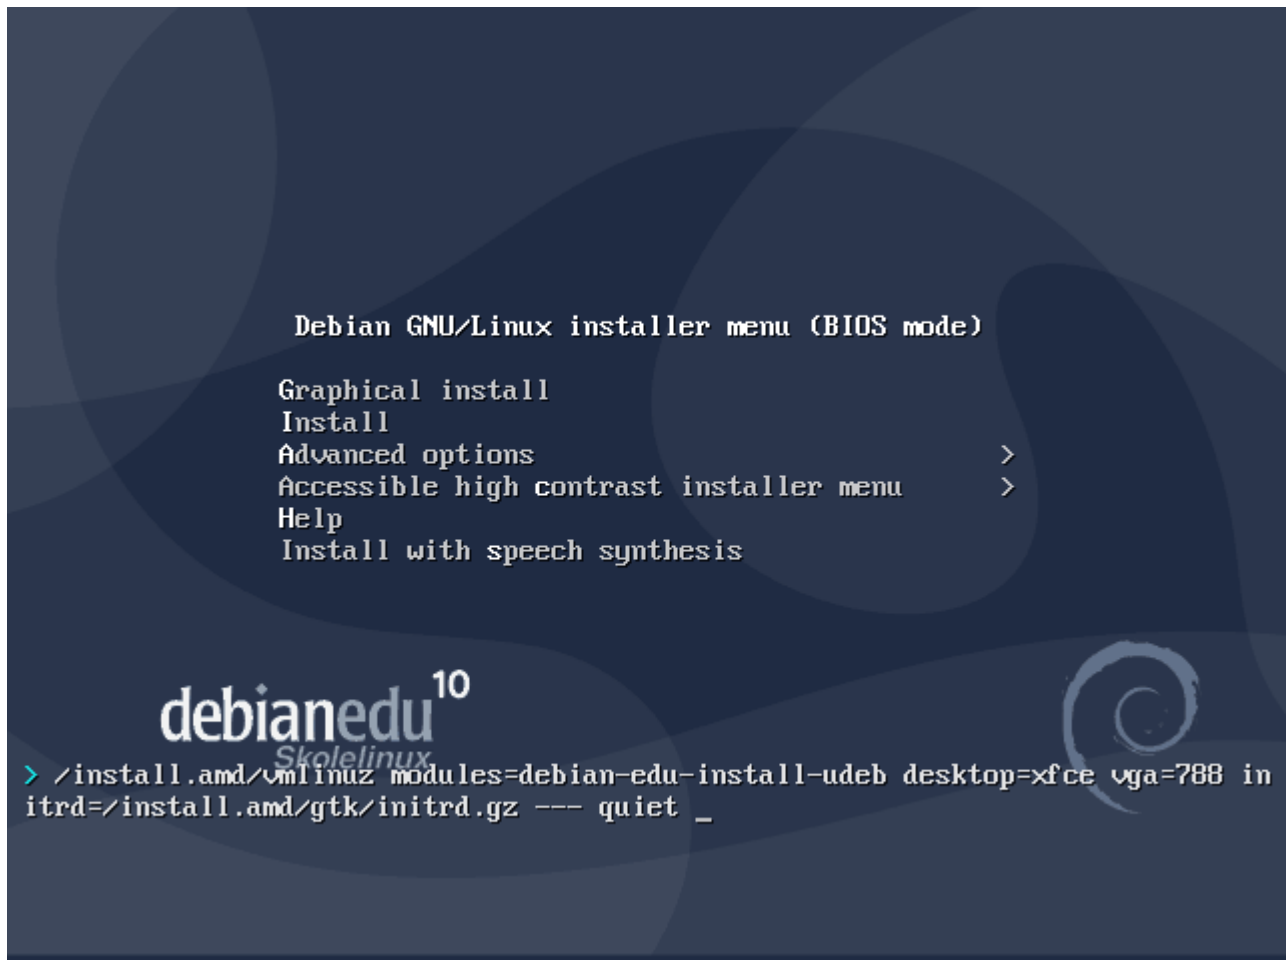 Debian GNU/Linux installer menu (BIOS mode)
Graphical install
Install
Advanced options >
Accessible high contrast installer menu >
Help
Install with speech synthesis
debianedu 10
Skolelinux
> /install.amd/vmlinuz modules=debian-edu-install-udeb desktop=xfce vga=788 in
itrd=/install.amd/gtk/initrd.gz --- quiet _